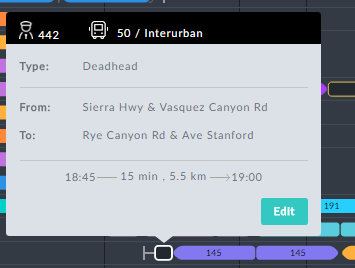 442 50 / Interurban
Type: Deadhead
From: Sierra Hwy & Vasquez Canyon Rd
To: Rye Canyon Rd & Ave Stanford
18:45 15 min , 5.5 km 19:00
Edit
191
145 145